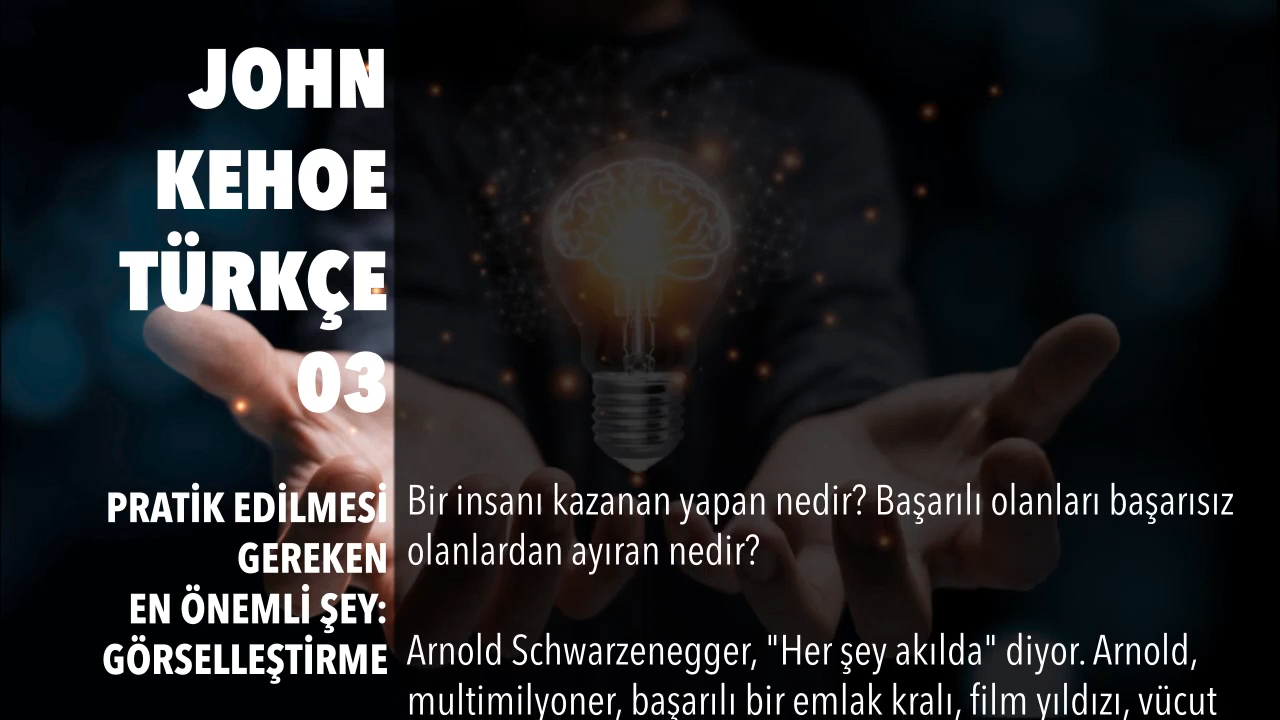 JOHN
KEHOE
TÜRKÇE
03
PRATİK EDİLMESİ
GEREKEN
EN ÖNEMLİ ŞEY:
GÖRSELLEŞTİRME
Bir insanı kazanan yapan nedir? Başarılı olanları başarısız
olanlardan ayıran nedir?
Arnold Schwarzenegger, "Her şey akılda" diyor. Arnold,
multimilyoner, başarılı bir emlak kralı, film yıldızı, vücut